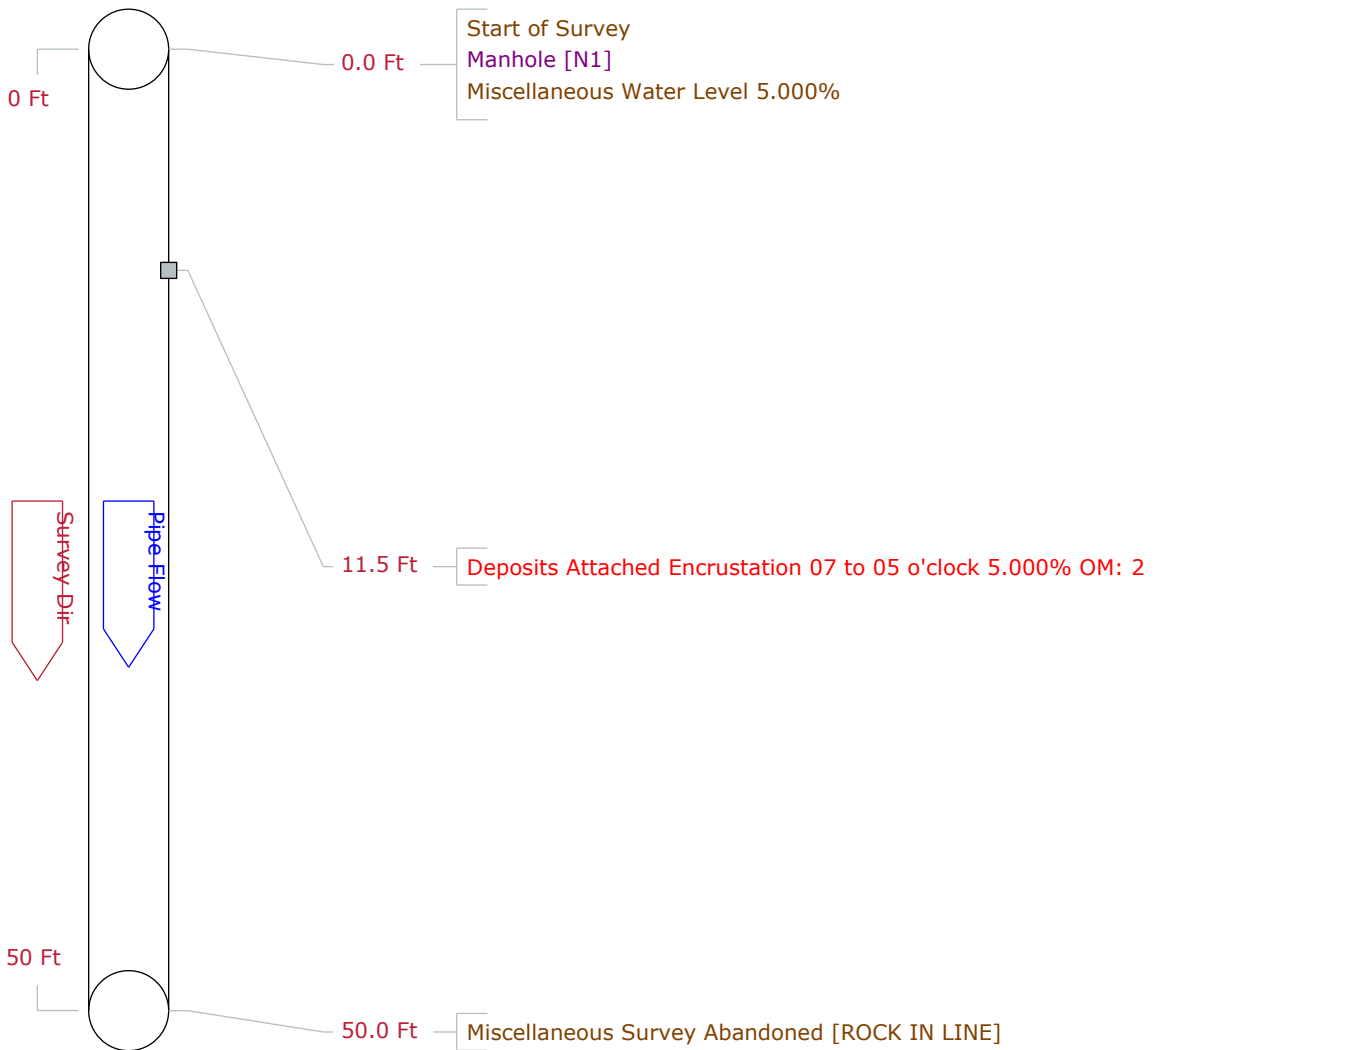 Start of Survey
0.0 Ft
Manhole [N1]
0 Ft
Miscellaneous Water Level 5.000%
Survey Dir
Pipe Flow
11.5 Ft
Deposits Attached Encrustation 07 to 05 o'clock 5.000% OM: 2
50 Ft
50.0 Ft
Miscellaneous Survey Abandoned [ROCK IN LINE]